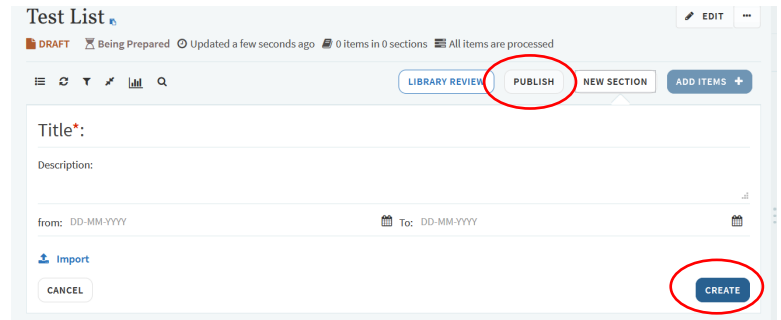 Test List
EDIT
DRAFT Being Prepared Updated a few seconds ago 0 items in 0 sections All items are processed
LIBRARY REVIEW PUBLISH NEW SECTION ADD ITEMS +
Title*:
Description:
from: DD-MM-YYYY To: DD-MM-YYYY
Import
CANCEL CREATE